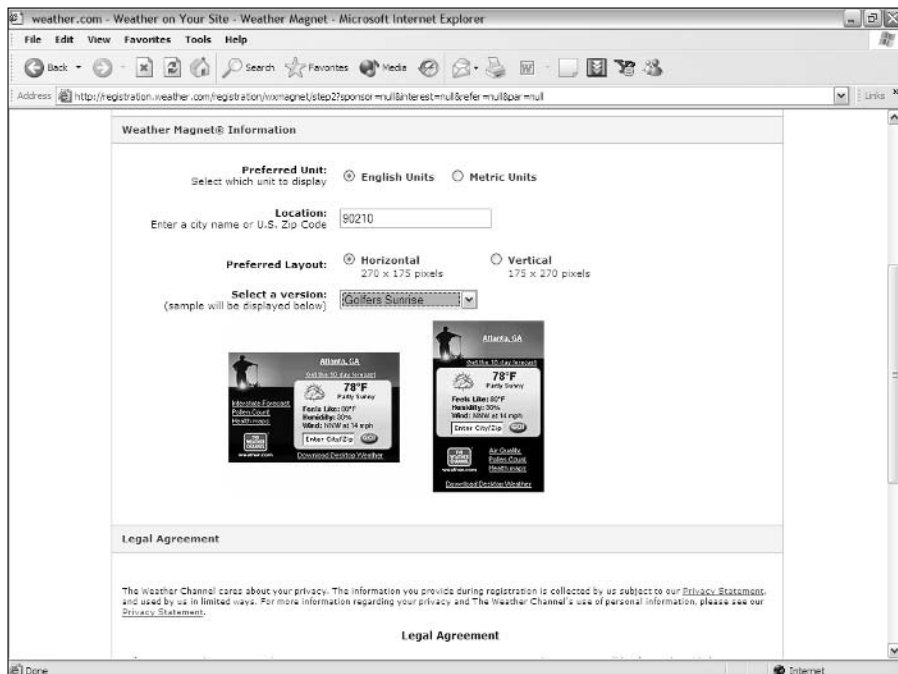 weather.com - Weather on Your Site - Weather Magnet - Microsoft Internet Explorer
File Edit View Favorites Tools Help
Back Search Favorites Media
Address http://registration.weather.com/registration/wxmagnet/step2?sponsor=null&interest=null&refer=null&par=null Links
Weather Magnet® Information
Preferred Unit:
Select which unit to display
English Units Metric Units
Location:
Enter a city name or U.S. Zip Code
90210
Preferred Layout:
Horizontal
270 x 175 pixels
Vertical
175 x 270 pixels
Select a version:
(sample will be displayed below)
Golfers Sunrise
Atlanta, GA
Get the 10 day forecast
78°F
Partly Sunny
Interstate Forecast
Pollen Count
Health maps
Feels Like: 80°F
Humidity: 30%
Wind: NNW at 14 mph
Enter City/Zip GO!
THE WEATHER CHANNEL
weather.com
Download Desktop Weather
Atlanta, GA
Get the 10 day forecast
78°F
Partly Sunny
Feels Like: 80°F
Humidity: 30%
Wind: NNW at 14 mph
Enter City/Zip GO!
THE WEATHER CHANNEL
weather.com
Air Quality
Pollen Count
Health maps
Download Desktop Weather
Legal Agreement
The Weather Channel cares about your privacy. The information you provide during registration is collected by us subject to our Privacy Statement,
and used by us in limited ways. For more information regarding your privacy and The Weather Channel's use of personal information, please see our
Privacy Statement.
Legal Agreement
Done Internet